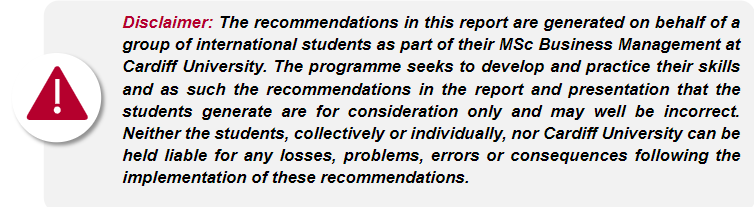 Disclaimer: The recommendations in this report are generated on behalf of a
group of international students as part of their MSc Business Management at
Cardiff University. The programme seeks to develop and practice their skills
and as such the recommendations in the report and presentation that the
students generate are for consideration only and may well be incorrect.
Neither the students, collectively or individually, nor Cardiff University can be
held liable for any losses, problems, errors or consequences following the
implementation of these recommendations.